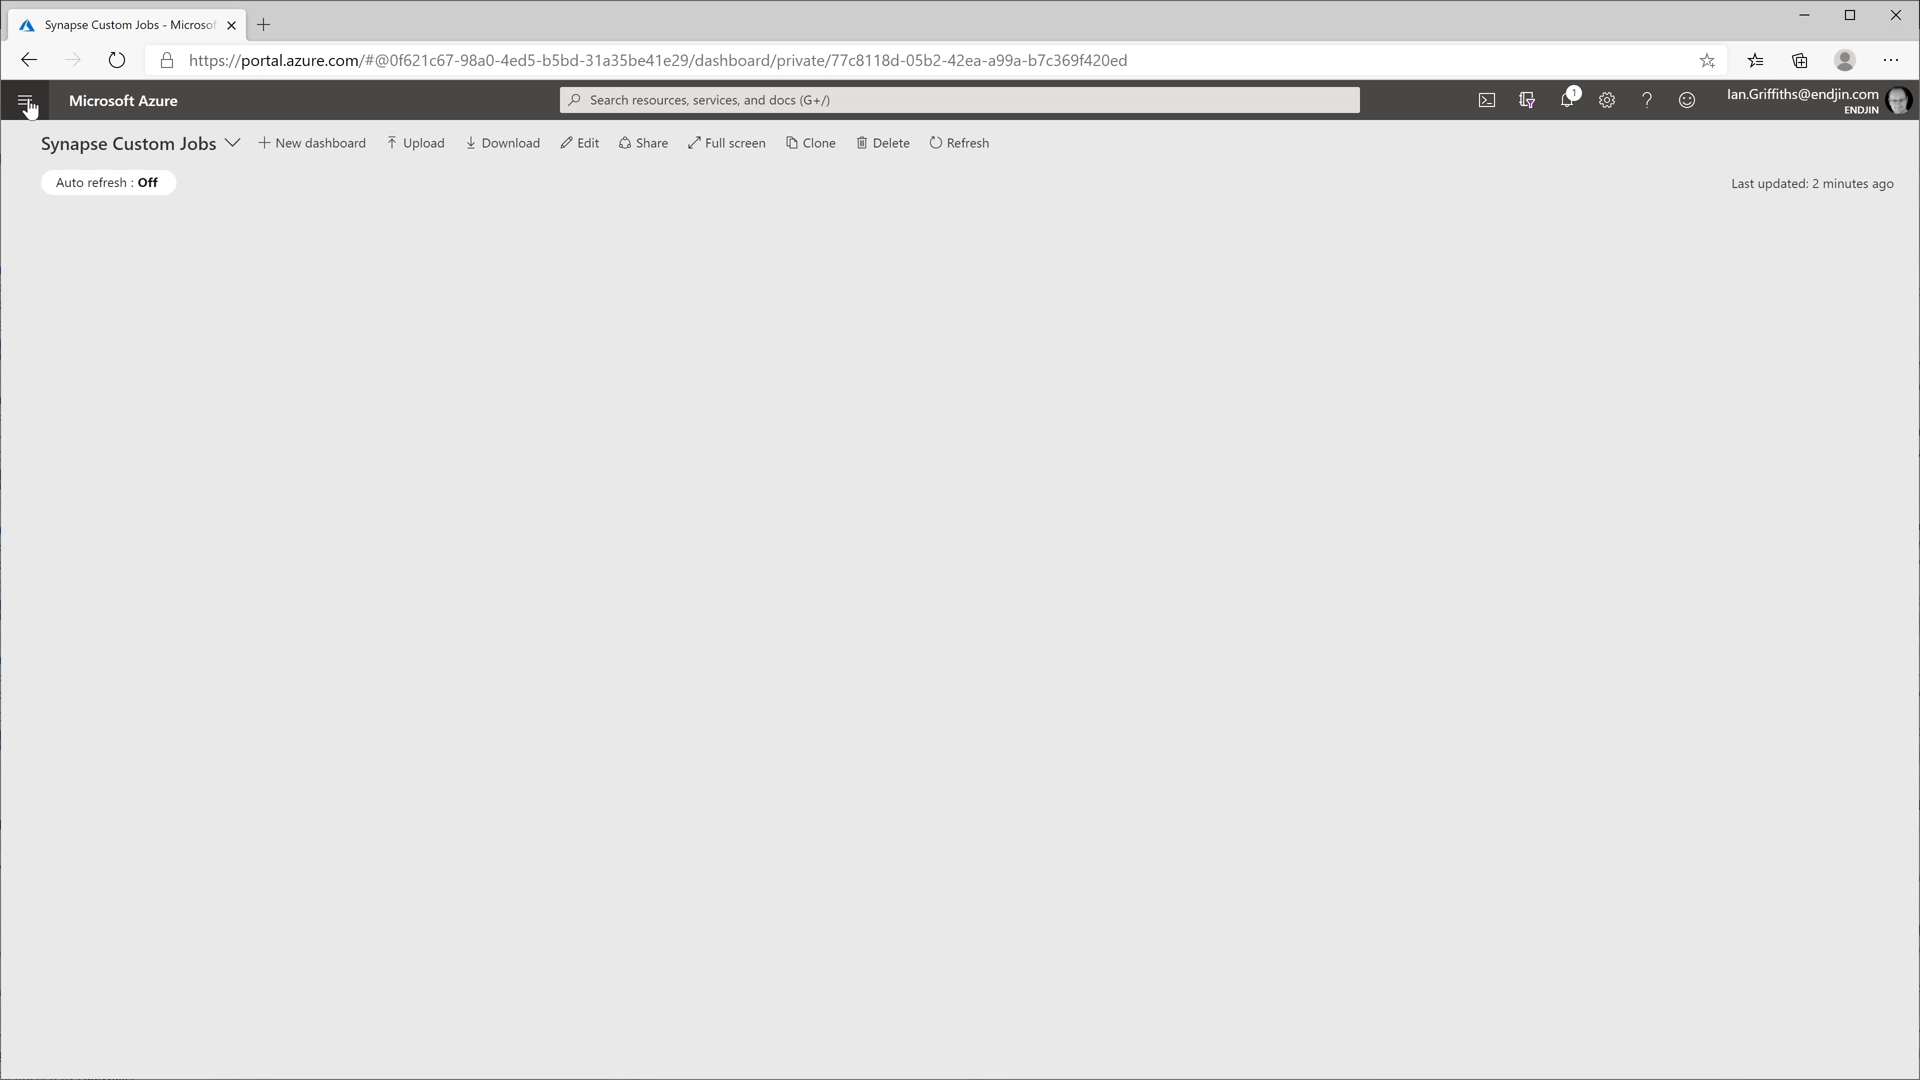 Synapse Custom Jobs - Microsof
https://portal.azure.com/#@0f621c67-98a0-4ed5-b5bd-31a35be41e29/dashboard/private/77c8118d-05b2-42ea-a99a-b7c369f420ed
Microsoft Azure
Search resources, services, and docs (G+/)
1
Ian.Griffiths@endjin.com
ENDJIN
Synapse Custom Jobs
New dashboard
Upload
Download
Edit
Share
Full screen
Clone
Delete
Refresh
Auto refresh : Off
Last updated: 2 minutes ago